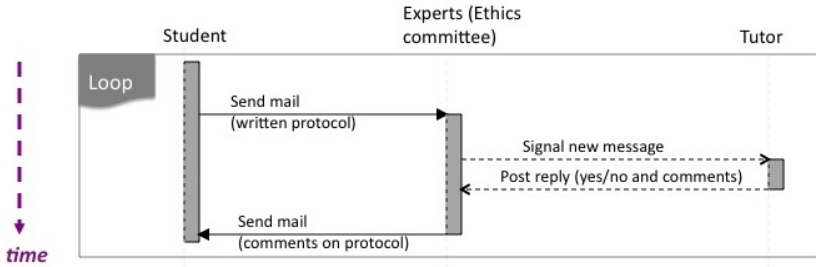 Experts (Ethics
Student
committee)
Tutor
Loop
Send mail
(written protocol)
Signal new message
Post reply (yes/no and comments)
Send mail
(comments on protocol)
time